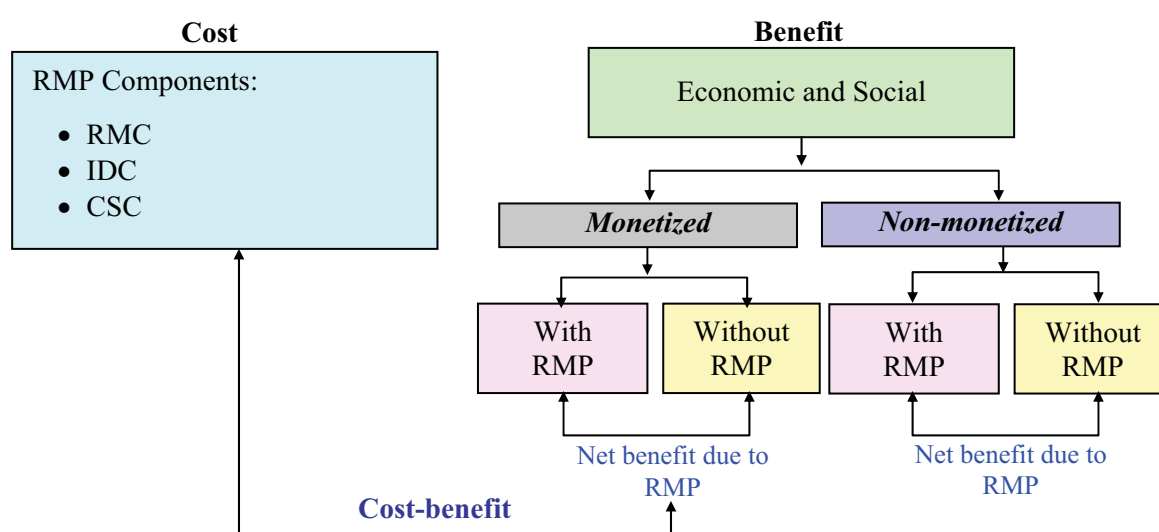 Cost
RMP Components:
• RMC
• IDC
• CSC
Benefit
Economic and Social
Monetized
Non-monetized
With
RMP
Without
RMP
With
RMP
Without
RMP
Net benefit due to
RMP
Net benefit due to
RMP
Cost-benefit